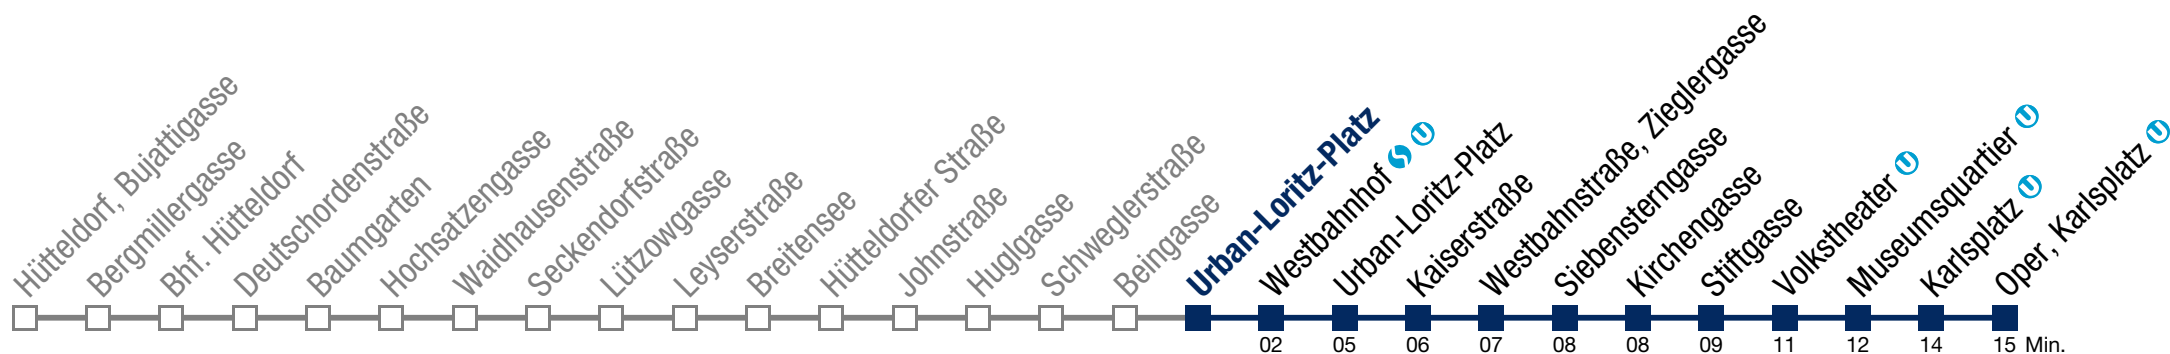 Hütteldorf, Bujattigasse
Bergmillergasse
Bhf. Hütteldorf
Deutschordenstraße
Baumgarten
Hochsatzengasse
Waidhausenstraße
Seckendorfstraße
Lützowgasse
Leyserstraße
Breitensee
Hütteldorfer Straße
Johnstraße
Huglgasse
Schweglerstraße
Beingasse
Urban-Loritz-Platz
Westbahnhof S U
Urban-Loritz-Platz
Kaiserstraße
Westbahnstraße, Zieglergasse
Siebensterngasse
Kirchengasse
Stiftgasse
Volkstheater U
Museumsquartier U
Karlsplatz U
Oper, Karlsplatz U
02 05 06 07 08 08 09 11 12 14 15 Min.